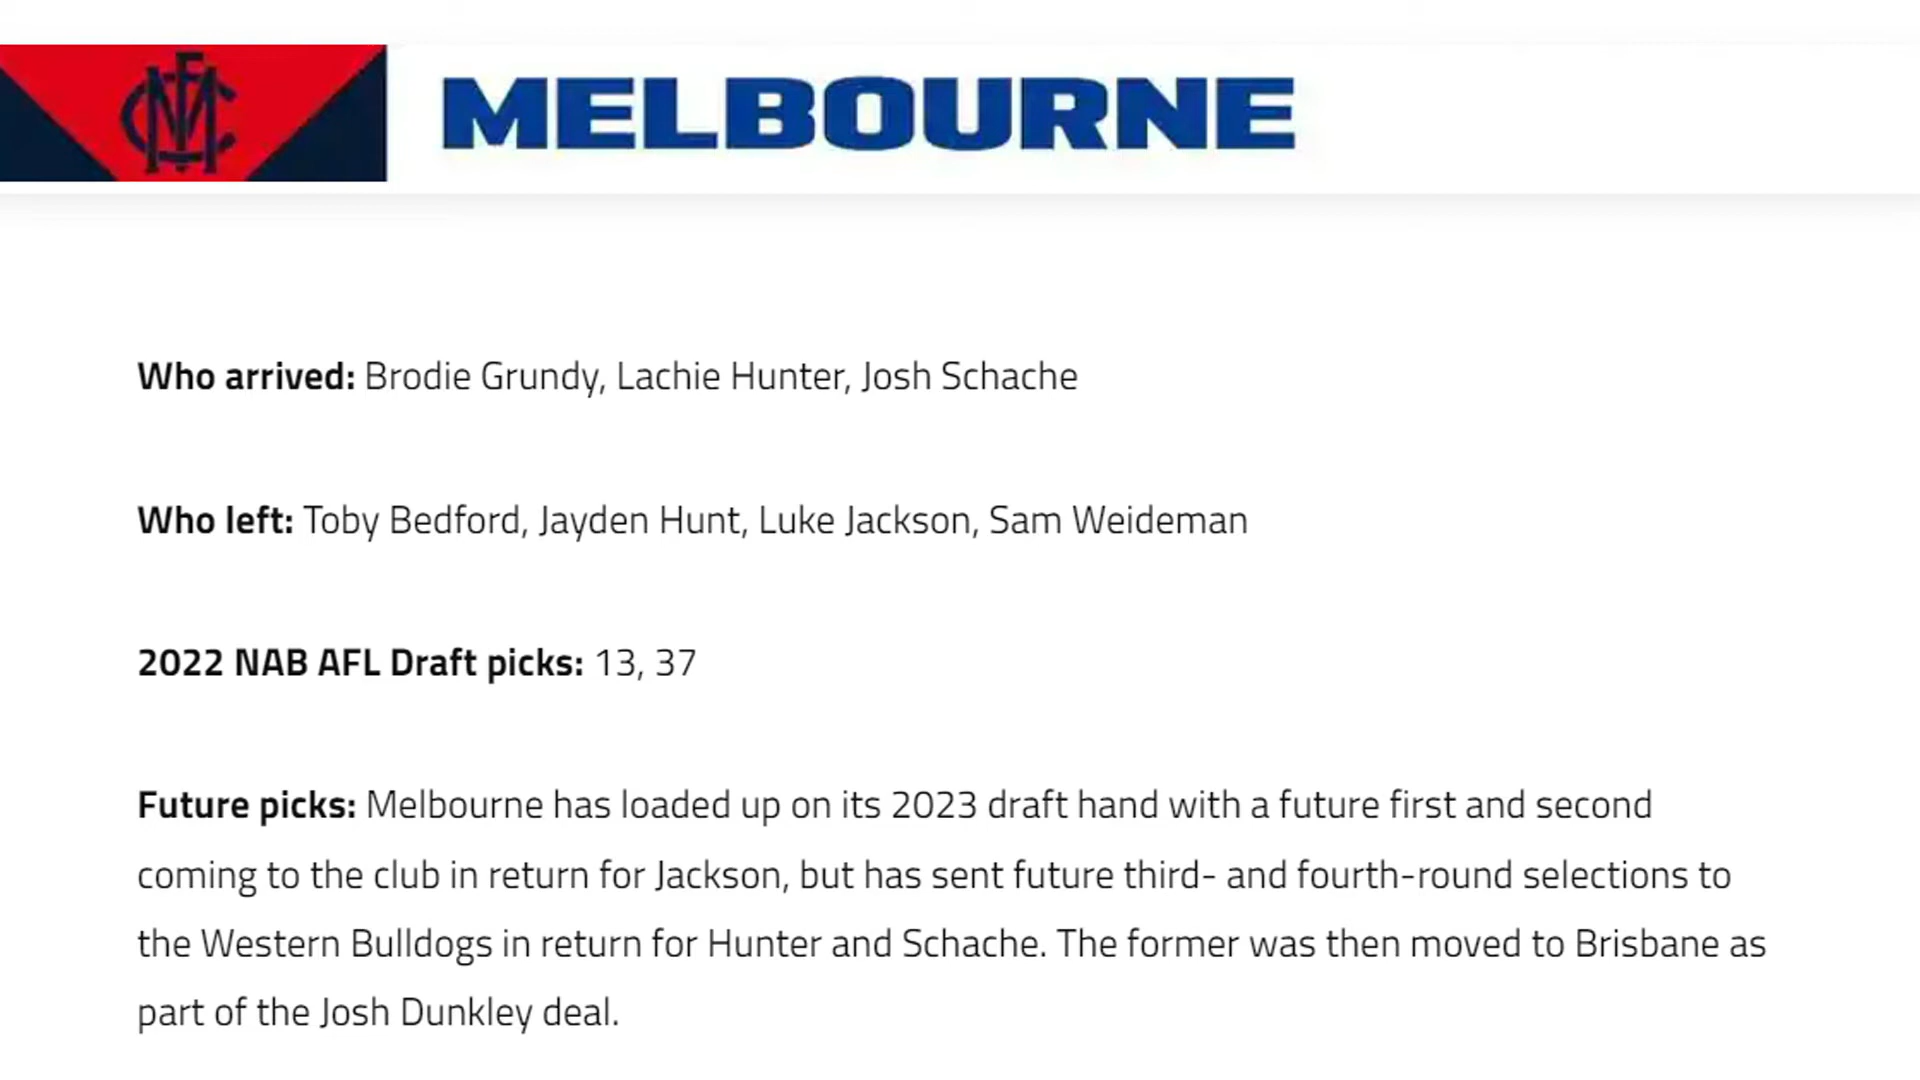 MFC
MELBOURNE
Who arrived: Brodie Grundy, Lachie Hunter, Josh Schache
Who left: Toby Bedford, Jayden Hunt, Luke Jackson, Sam Weideman
2022 NAB AFL Draft picks: 13, 37
Future picks: Melbourne has loaded up on its 2023 draft hand with a future first and second
coming to the club in return for Jackson, but has sent future third- and fourth-round selections to
the Western Bulldogs in return for Hunter and Schache. The former was then moved to Brisbane as
part of the Josh Dunkley deal.